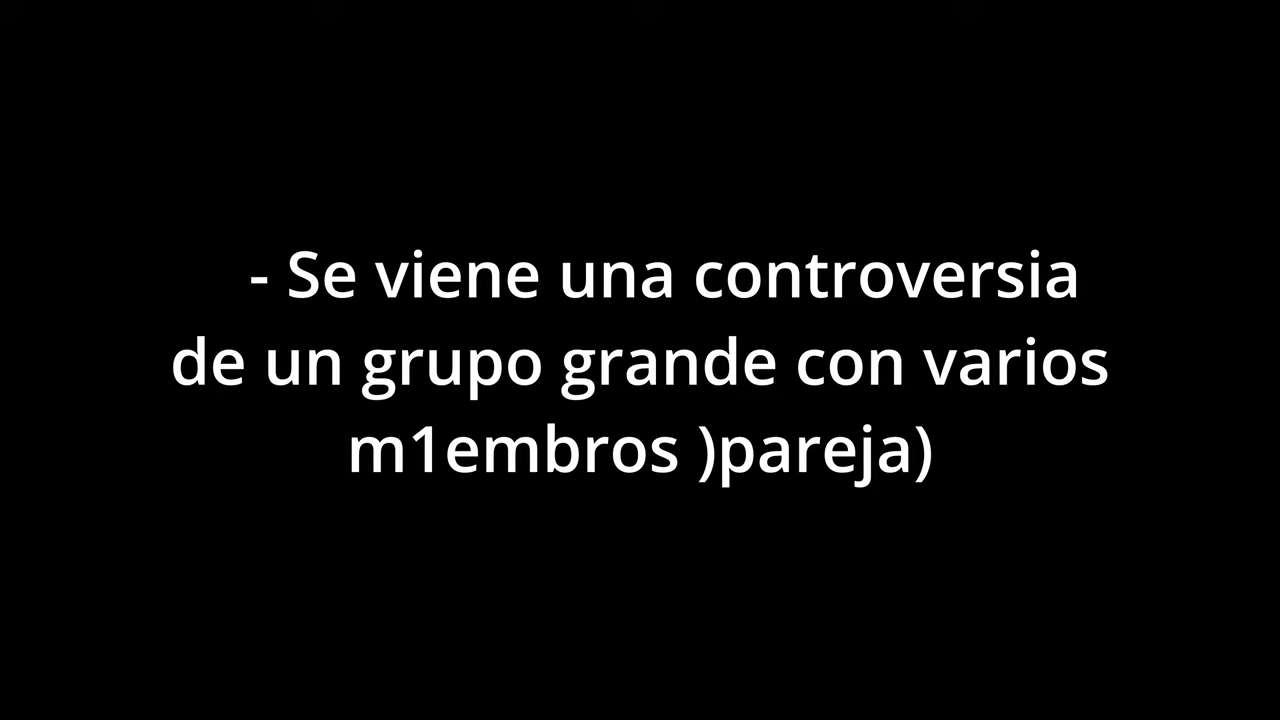 - Se viene una controversia
de un grupo grande con varios
m1embros )pareja)